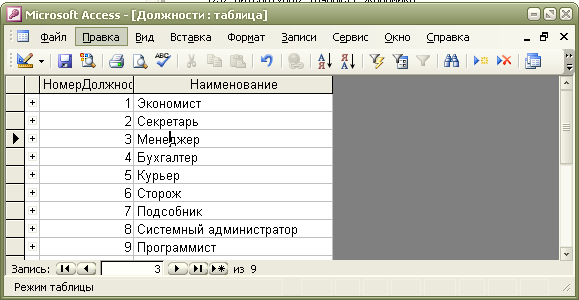 Microsoft Access - [Должности : таблица]
Файл Правка Вид Вставка Формат Записи Сервис Окно Справка
НомерДолжнос Наименование
+ 1 Экономист
+ 2 Секретарь
+ 3 Менеджер
+ 4 Бухгалтер
+ 5 Курьер
+ 6 Сторож
+ 7 Подсобник
+ 8 Системный администратор
+ 9 Программист
Запись: 3 из 9
Режим таблицы